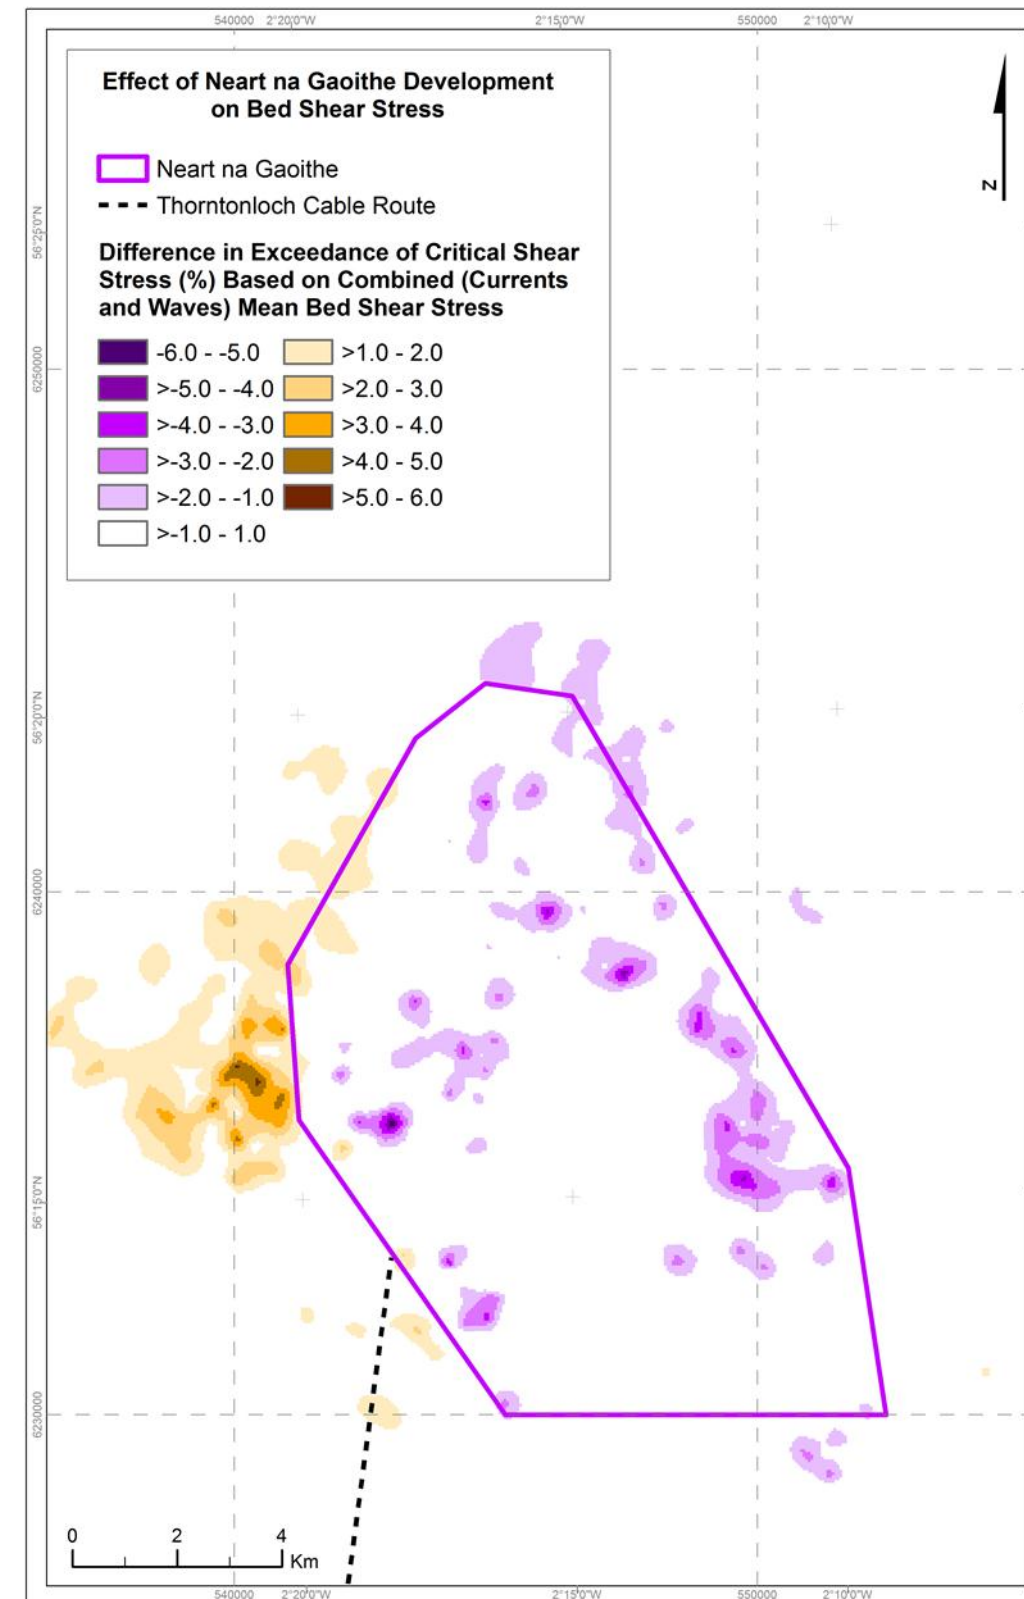 540000 2°20'0"W 2°15'0"W 550000 2°10'0"W
Effect of Neart na Gaoithe Development
on Bed Shear Stress
Neart na Gaoithe
Thorntonloch Cable Route
Difference in Exceedance of Critical Shear
Stress (%) Based on Combined (Currents
and Waves) Mean Bed Shear Stress
-6.0 - -5.0 >1.0 - 2.0
>-5.0 - -4.0 >2.0 - 3.0
>-4.0 - -3.0 >3.0 - 4.0
>-3.0 - -2.0 >4.0 - 5.0
>-2.0 - -1.0 >5.0 - 6.0
>-1.0 - 1.0
N
56°25'0"N
6250000
56°20'0"N
6240000
56°15'0"N
6230000
0 2 4
Km
540000 2°20'0"W 2°15'0"W 550000 2°10'0"W